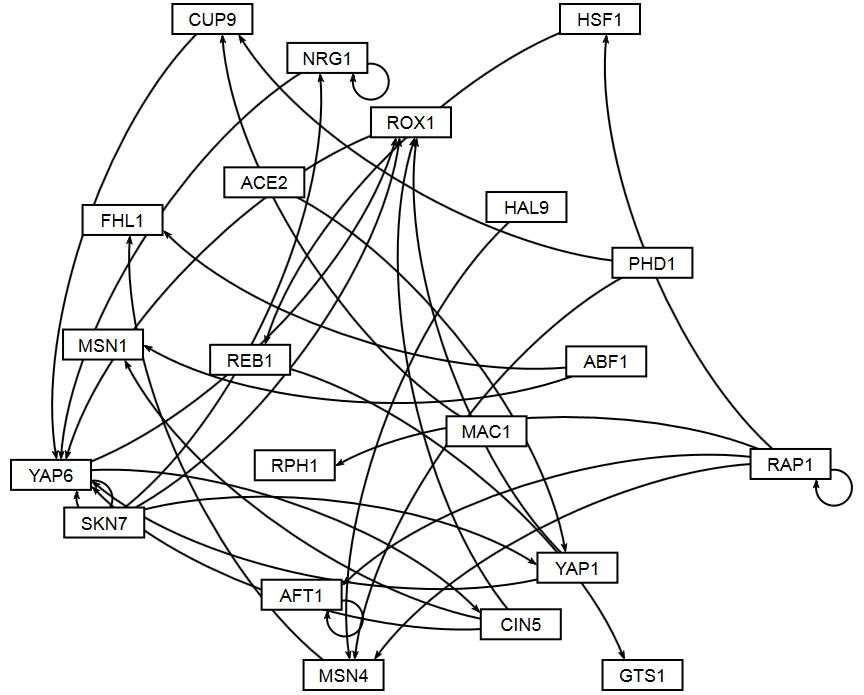 CUP9
HSF1
NRG1
ROX1
ACE2
HAL9
FHL1
PHD1
MSN1
REB1
ABF1
MAC1
RPH1
RAP1
YAP6
SKN7
YAP1
AFT1
CIN5
MSN4
GTS1